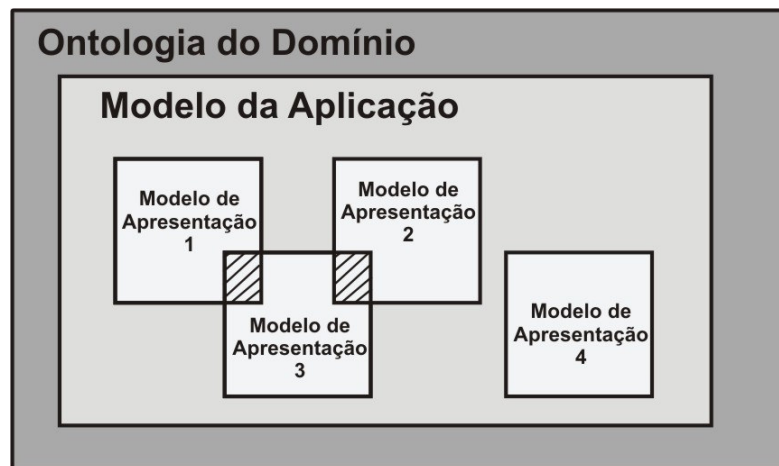 Ontologia do Domínio
Modelo da Aplicação
Modelo de
Apresentação
1
Modelo de
Apresentação
2
Modelo de
Apresentação
3
Modelo de
Apresentação
4